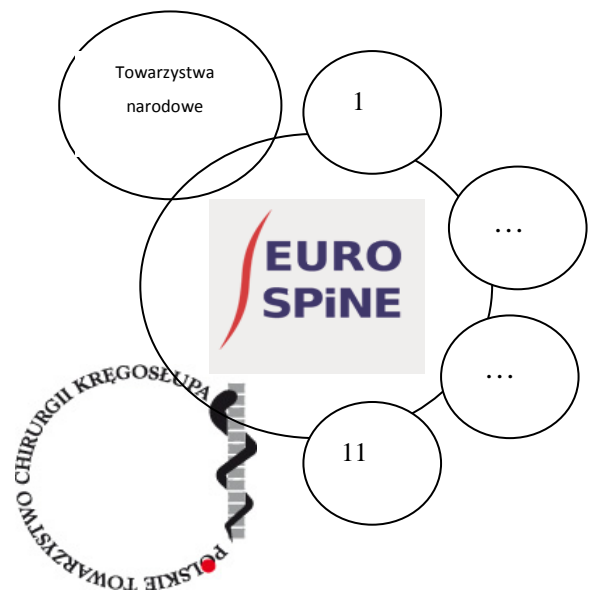 Towarzystwa
narodowe
1
...
EURO
SPiNE
...
11
POLSKIE TOWARZYSTWO CHIRURGII KRĘGOSŁUPA